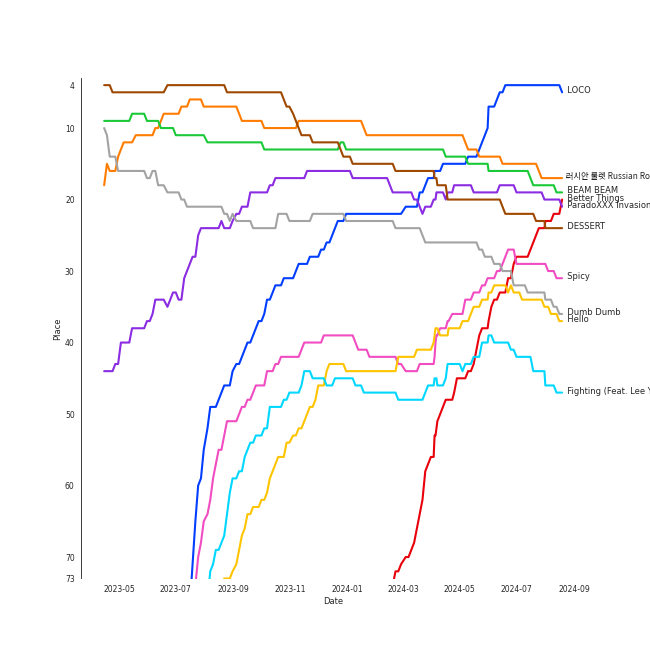 4
10
20
30
40
50
60
70
73
Place
2023-05
2023-07
2023-09
2023-11
2024-01
2024-03
2024-05
2024-07
2024-09
Date
LOCO
러시안 룰렛 Russian Ro
BEAM BEAM
Better Things
ParadoXXX Invasion
DESSERT
Spicy
Dumb Dumb
Hello
Fighting (Feat. Lee Y